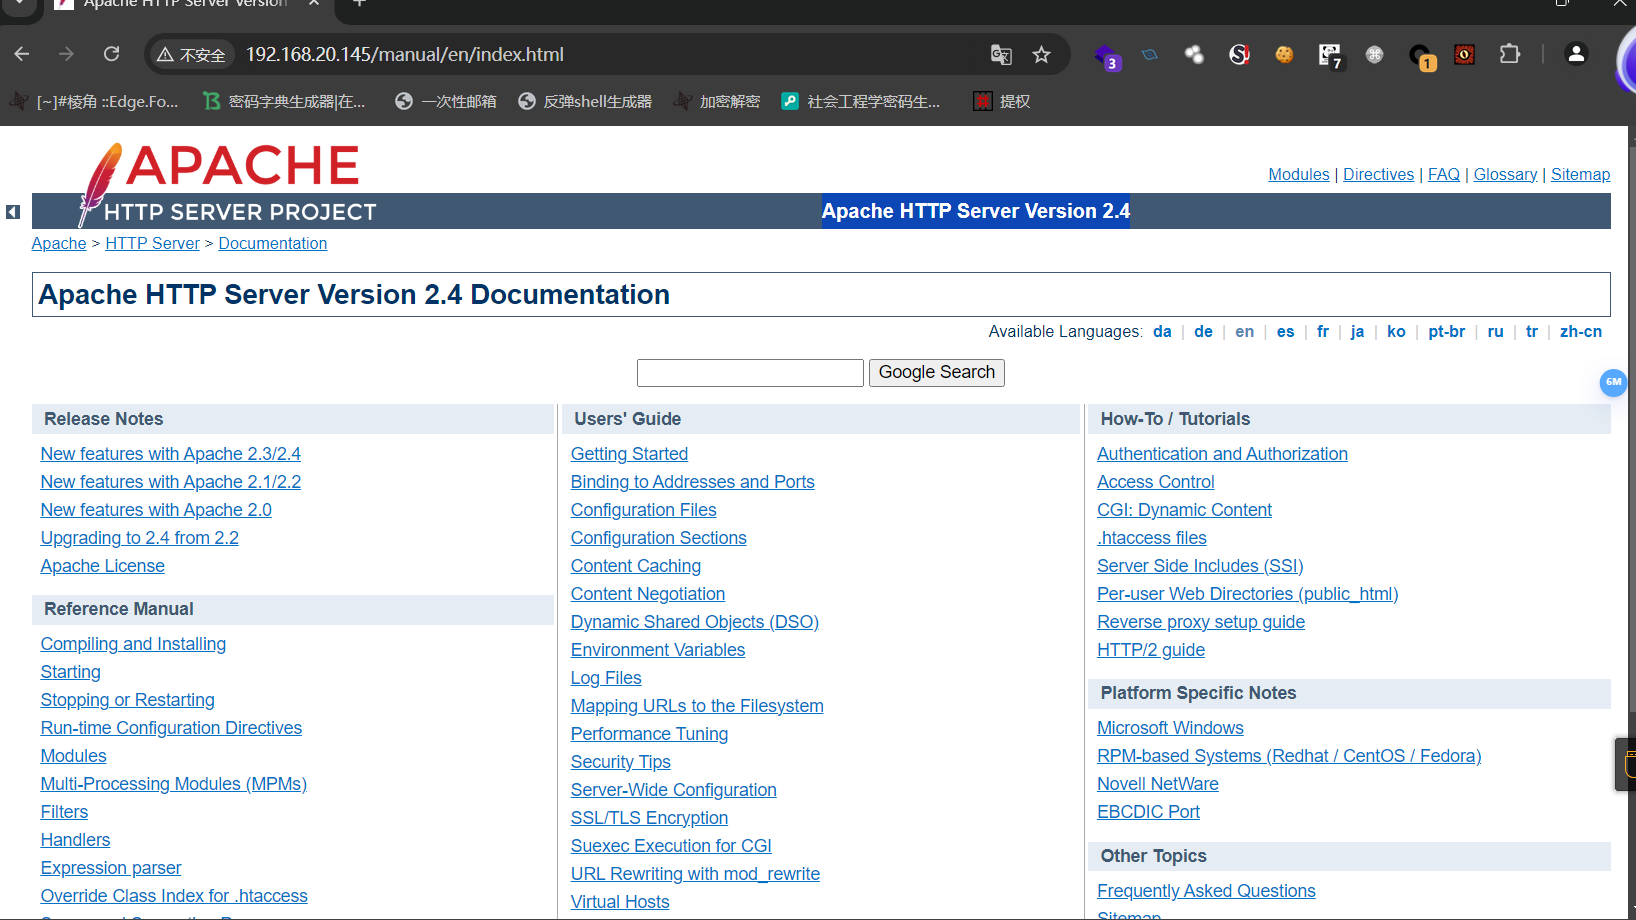 Apache HTTP Server Version
不安全 192.168.20.145/manual/en/index.html
3
7
1
[~]#棱角 ::Edge.Fo...
密码字典生成器|在...
一次性邮箱
反弹shell生成器
加密解密
社会工程学密码生...
提权
APACHE
HTTP SERVER PROJECT
Modules | Directives | FAQ | Glossary | Sitemap
Apache HTTP Server Version 2.4
Apache > HTTP Server > Documentation
Apache HTTP Server Version 2.4 Documentation
Available Languages: da | de | en | es | fr | ja | ko | pt-br | ru | tr | zh-cn
Google Search
6M
Release Notes
New features with Apache 2.3/2.4
New features with Apache 2.1/2.2
New features with Apache 2.0
Upgrading to 2.4 from 2.2
Apache License
Reference Manual
Compiling and Installing
Starting
Stopping or Restarting
Run-time Configuration Directives
Modules
Multi-Processing Modules (MPMs)
Filters
Handlers
Expression parser
Override Class Index for .htaccess
Users' Guide
Getting Started
Binding to Addresses and Ports
Configuration Files
Configuration Sections
Content Caching
Content Negotiation
Dynamic Shared Objects (DSO)
Environment Variables
Log Files
Mapping URLs to the Filesystem
Performance Tuning
Security Tips
Server-Wide Configuration
SSL/TLS Encryption
Suexec Execution for CGI
URL Rewriting with mod_rewrite
Virtual Hosts
How-To / Tutorials
Authentication and Authorization
Access Control
CGI: Dynamic Content
.htaccess files
Server Side Includes (SSI)
Per-user Web Directories (public_html)
Reverse proxy setup guide
HTTP/2 guide
Platform Specific Notes
Microsoft Windows
RPM-based Systems (Redhat / CentOS / Fedora)
Novell NetWare
EBCDIC Port
Other Topics
Frequently Asked Questions
Sitemap